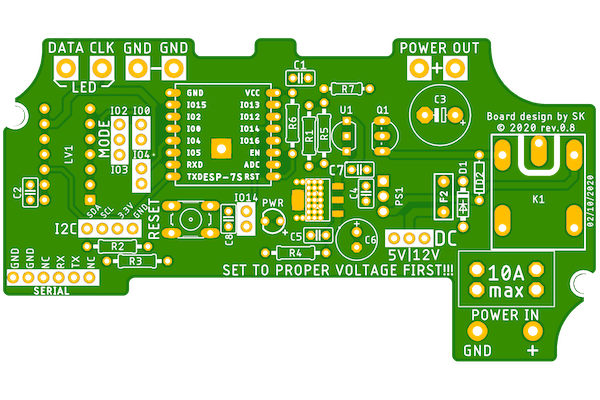 DATA CLK GND GND
LED
POWER OUT
C1
R7
C3
+
Board design by SK
© 2020 rev.0.8
IO2 IO0
MODE
IO3
IO4
LV1
GND VCC
IO15 IO13
IO2 IO12
IO0 IO14
IO4 IO16
IO5 EN
RXD ADC
TXD ESP-7S RST
R6
R1
R5
U1
Q1
C7
C4
PS1
F2
D1
ID2
K1
02/10/2020
C2
I2C
SDA
SCL
3.3V
GND
RESET
IO14
C8
PWR
C5
C6
+
R2
R3
R4
DC
5V|12V
SET TO PROPER VOLTAGE FIRST!!!
GND
GND
NC
RX
TX
NC
SERIAL
10A
max
POWER IN
GND +